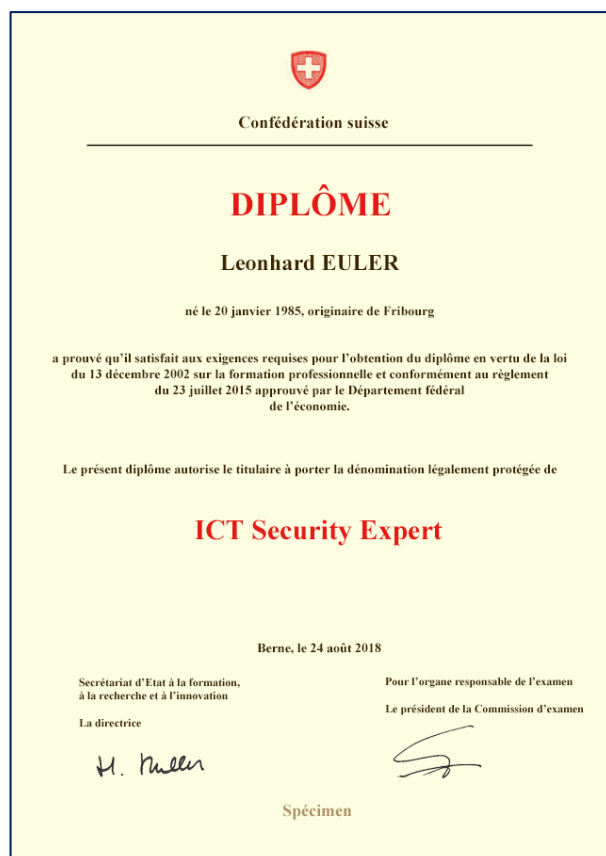 Confédération suisse
DIPLÔME
Leonhard EULER
né le 20 janvier 1985, originaire de Fribourg
a prouvé qu'il satisfait aux exigences requises pour l'obtention du diplôme en vertu de la loi
du 13 décembre 2002 sur la formation professionnelle et conformément au règlement
du 23 juillet 2015 approuvé par le Département fédéral
de l'économie.
Le présent diplôme autorise le titulaire à porter la dénomination légalement protégée de
ICT Security Expert
Berne, le 24 août 2018
Secrétariat d'Etat à la formation,
à la recherche et à l'innovation
La directrice
Pour l'organe responsable de l'examen
Le président de la Commission d'examen
Spécimen